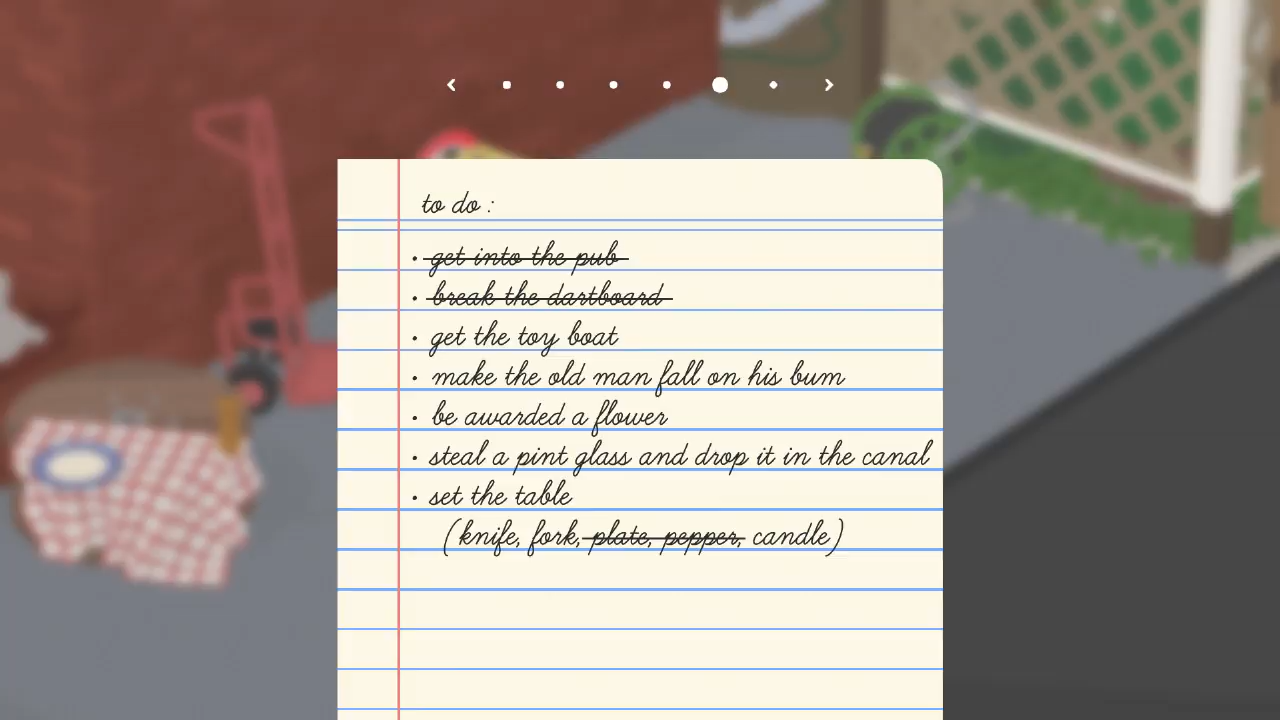 to do :
• get into the pub
• break the dartboard
• get the toy boat
• make the old man fall on his bum
• be awarded a flower
• steal a pint glass and drop it in the canal
• set the table
(knife, fork, plate, pepper, candle)